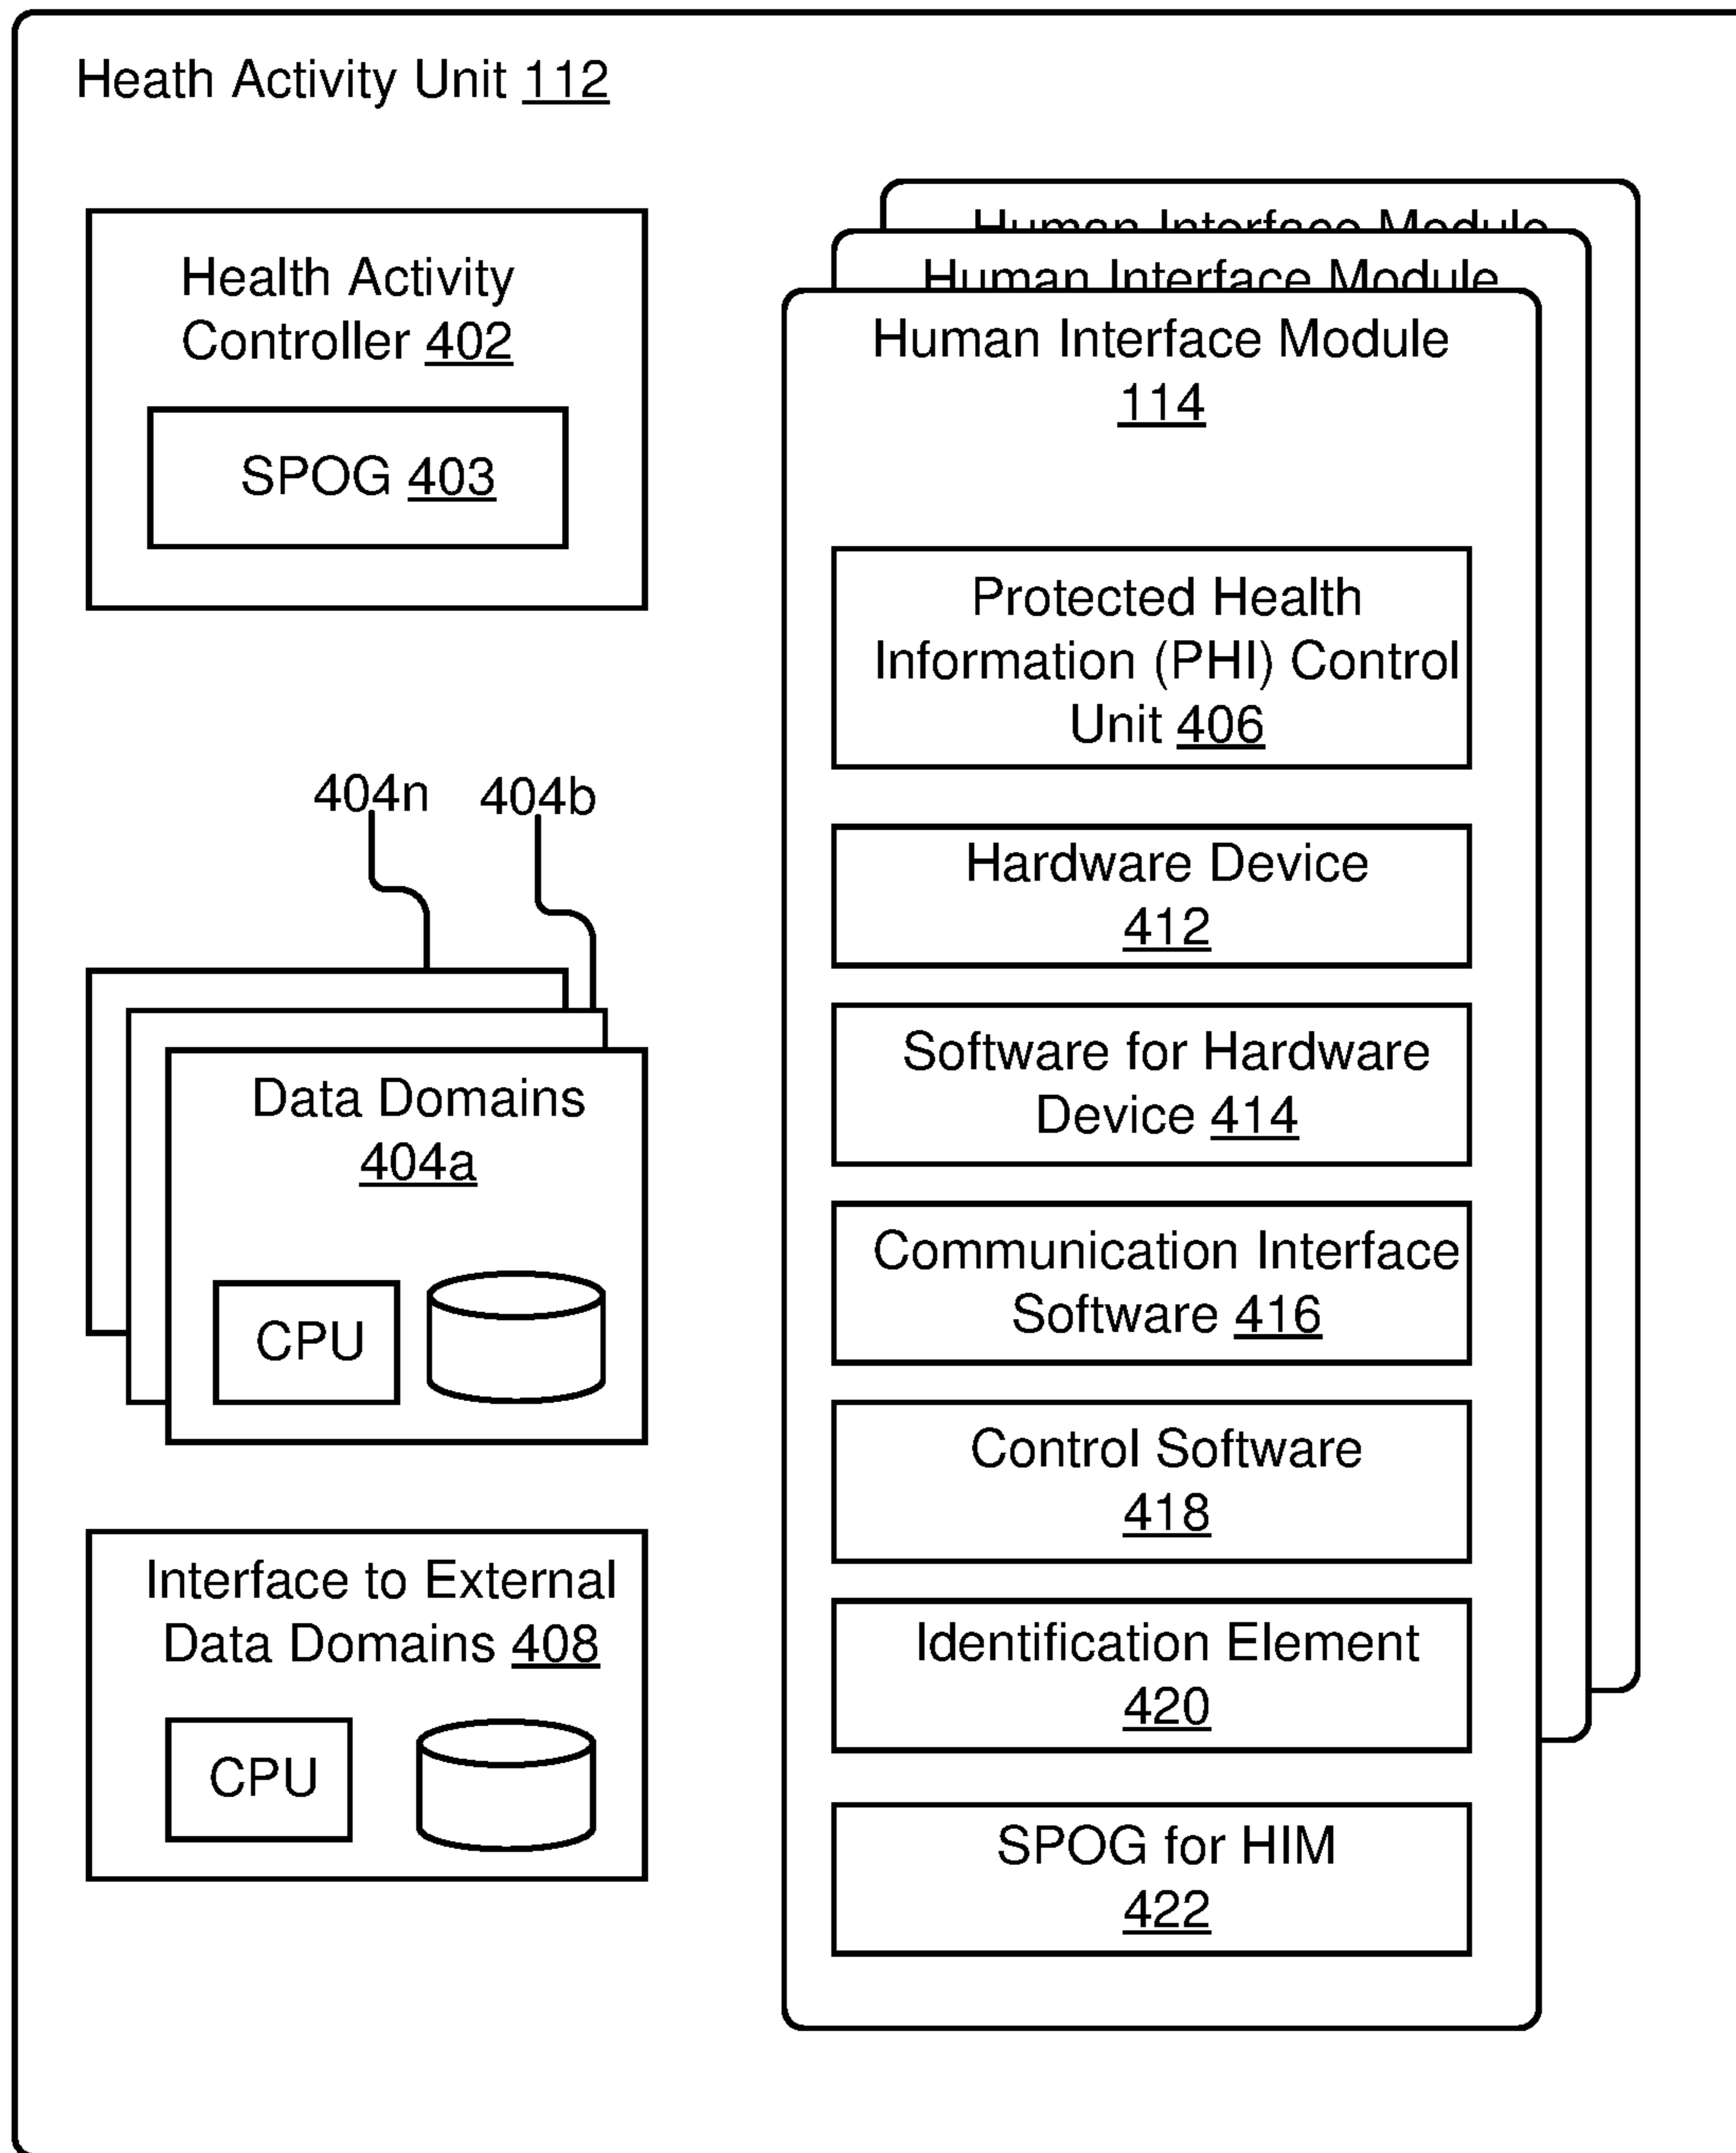 Heath Activity Unit 112
Health Activity
Controller 402
SPOG 403
404n
404b
Data Domains
404a
CPU
Interface to External
Data Domains 408
CPU
Human Interface Module
Human Interface Module
Human Interface Module
114
Protected Health
Information (PHI) Control
Unit 406
Hardware Device
412
Software for Hardware
Device 414
Communication Interface
Software 416
Control Software
418
Identification Element
420
SPOG for HIM
422